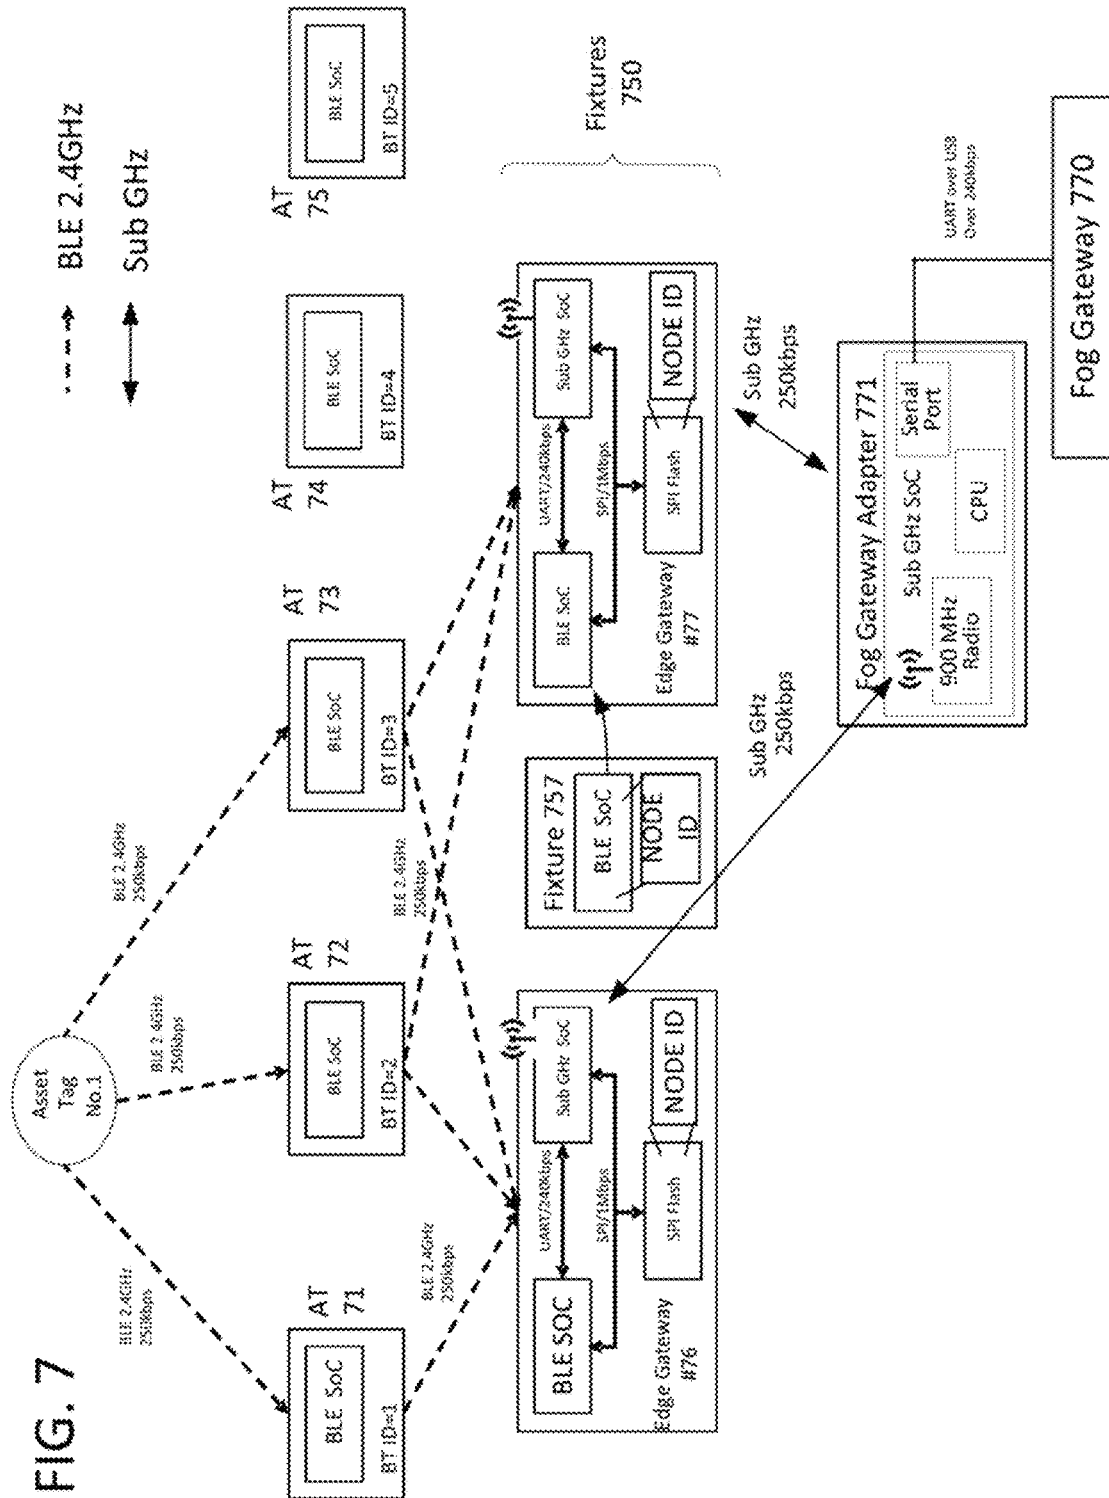 FIG. 7
BLE 2.4GHz
Sub GHz
Asset
Tag
No.1
BLE 2.4GHz
250kbps
BLE 2.4GHz
250kbps
BLE 2.4GHz
250kbps
AT
71
BLE SoC
BT ID=1
AT
72
BLE SoC
BT ID=2
AT
73
BLE SoC
BT ID=3
AT
74
BLE SoC
BT ID=4
AT
75
BLE SoC
BT ID=5
BLE 2.4GHz
250kbps
BLE 2.4GHz
250kbps
BLE SOC
UART/240kbps
Sub GHz SoC
SPI/1Mbps
SPI Flash
NODE ID
Edge Gateway
#76
Fixture 757
BLE SoC
NODE
ID
BLE SoC
UART/240kbps
Sub GHz SoC
SPI/1Mbps
SPI Flash
NODE ID
Edge Gateway
#77
Fixtures
750
Sub GHz
250kbps
Sub GHz
250kbps
Fog Gateway Adapter 771
Sub GHz SoC
900 MHz
Radio
CPU
Serial
Port
UART over USB
Over 240kbps
Fog Gateway 770